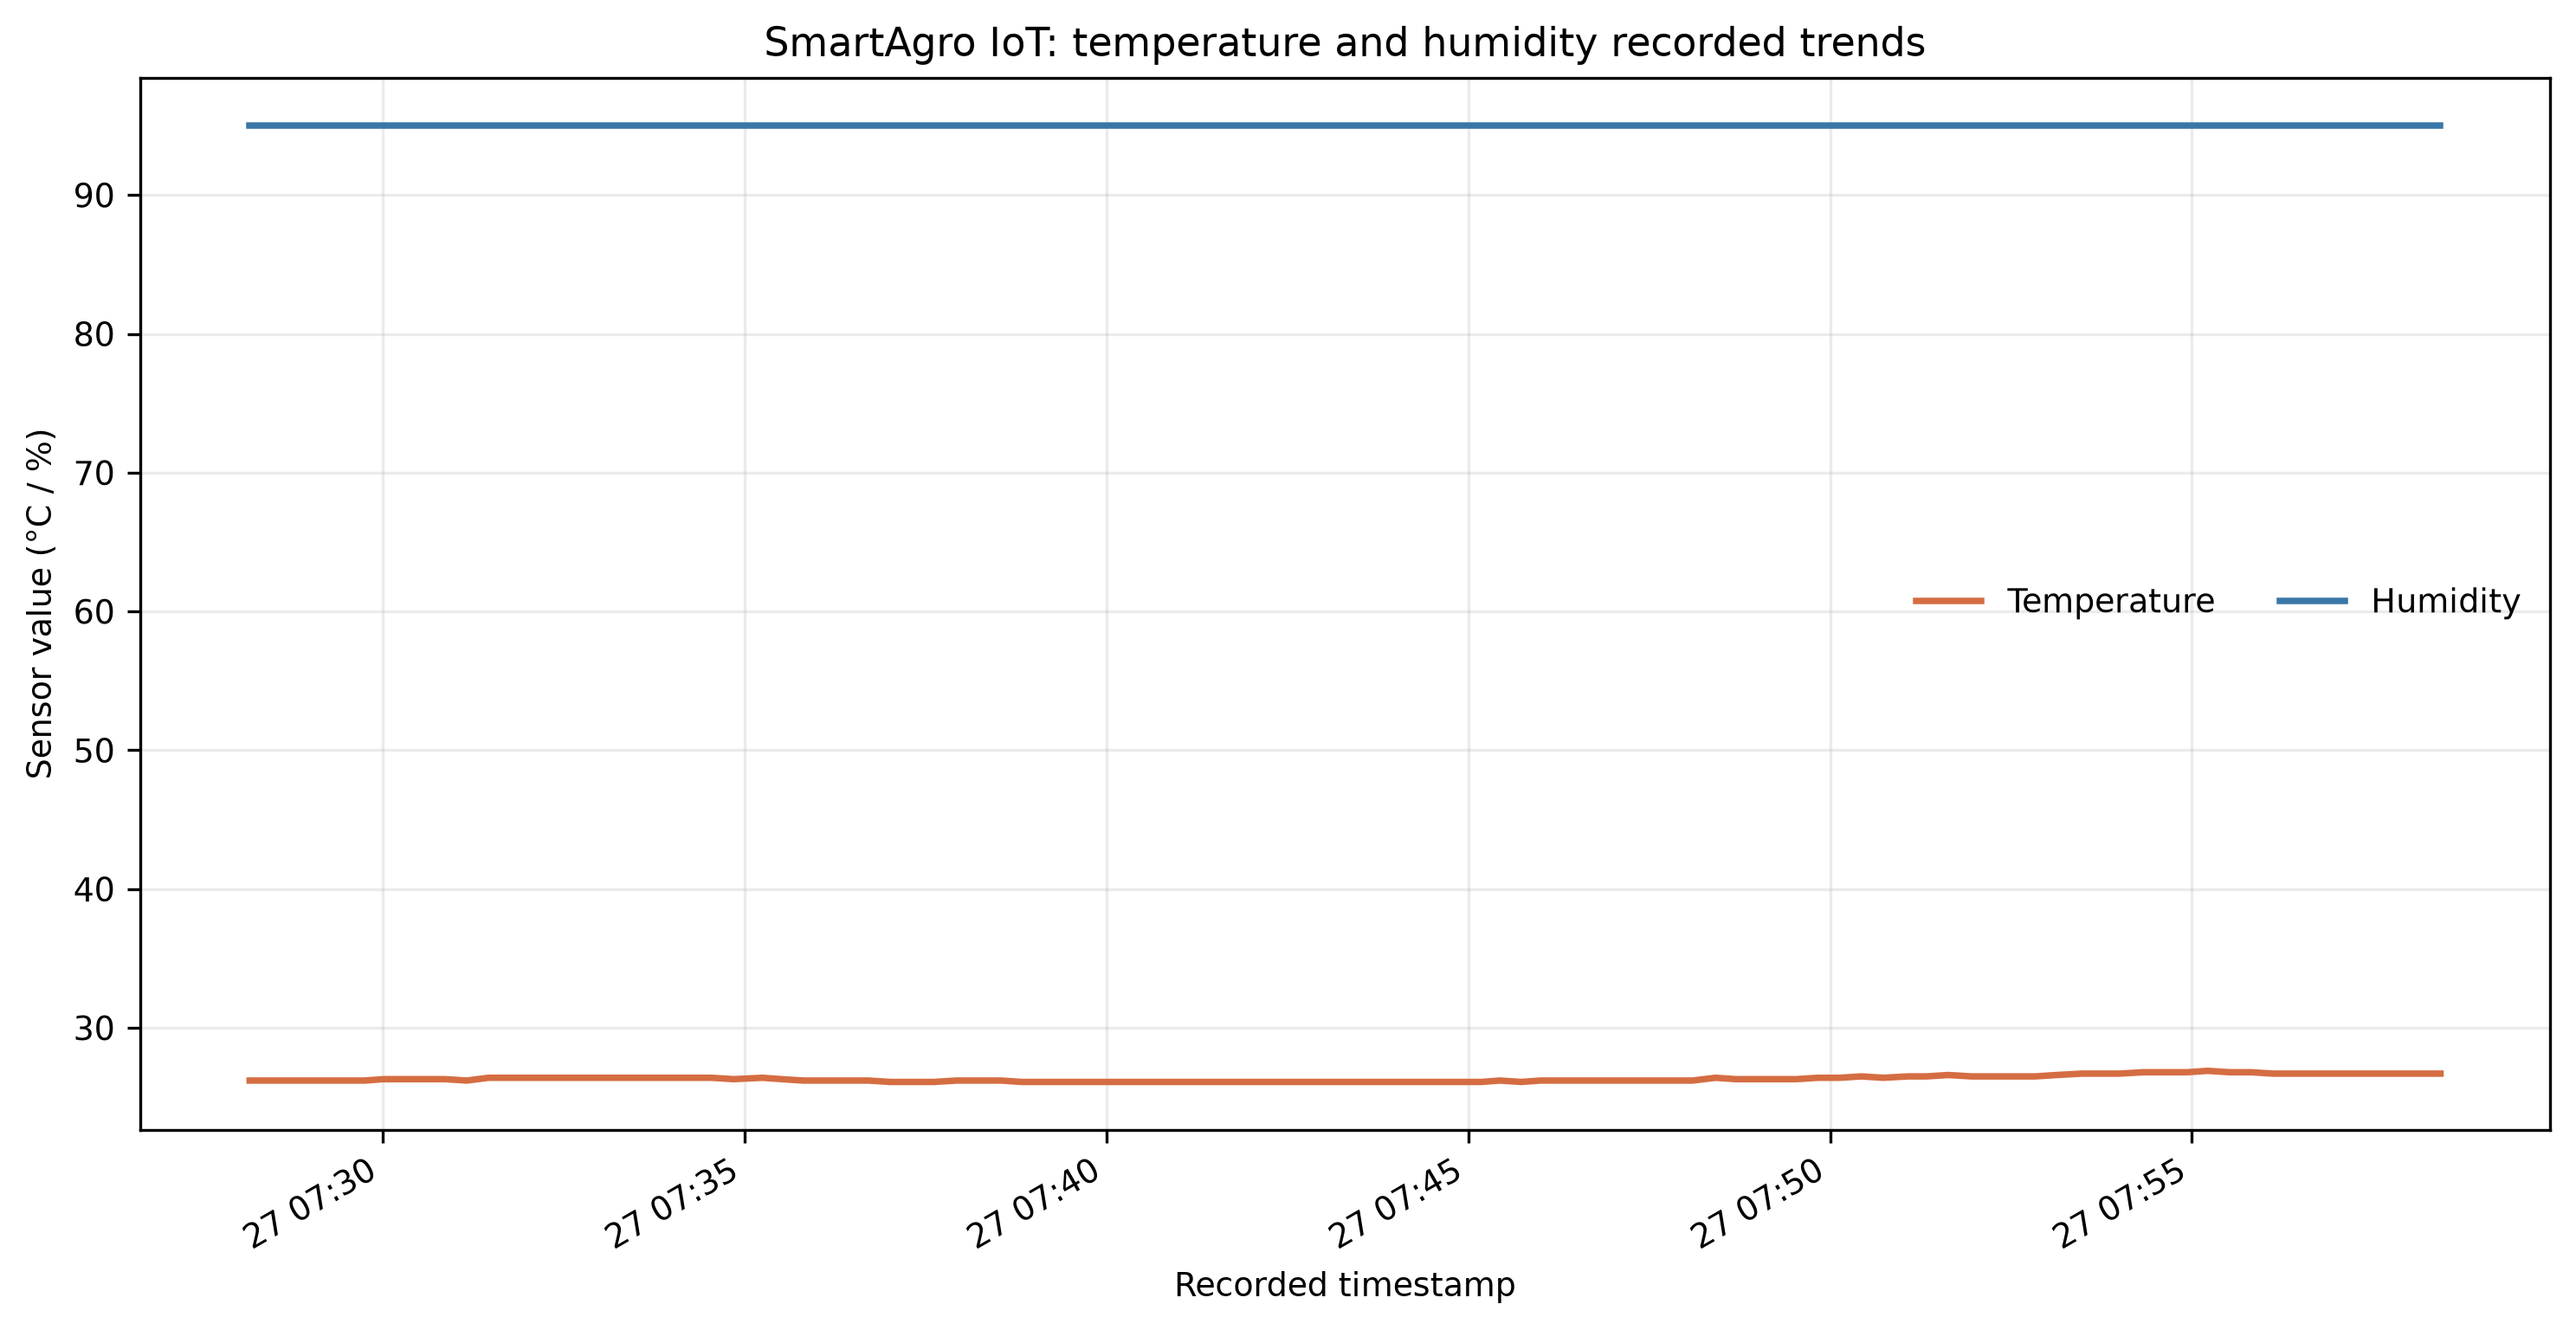 SmartAgro IoT: temperature and humidity recorded trends
Sensor value (°C / %)
90
80
70
60
50
40
30
Temperature
Humidity
27 07:30
27 07:35
27 07:40
27 07:45
27 07:50
27 07:55
Recorded timestamp